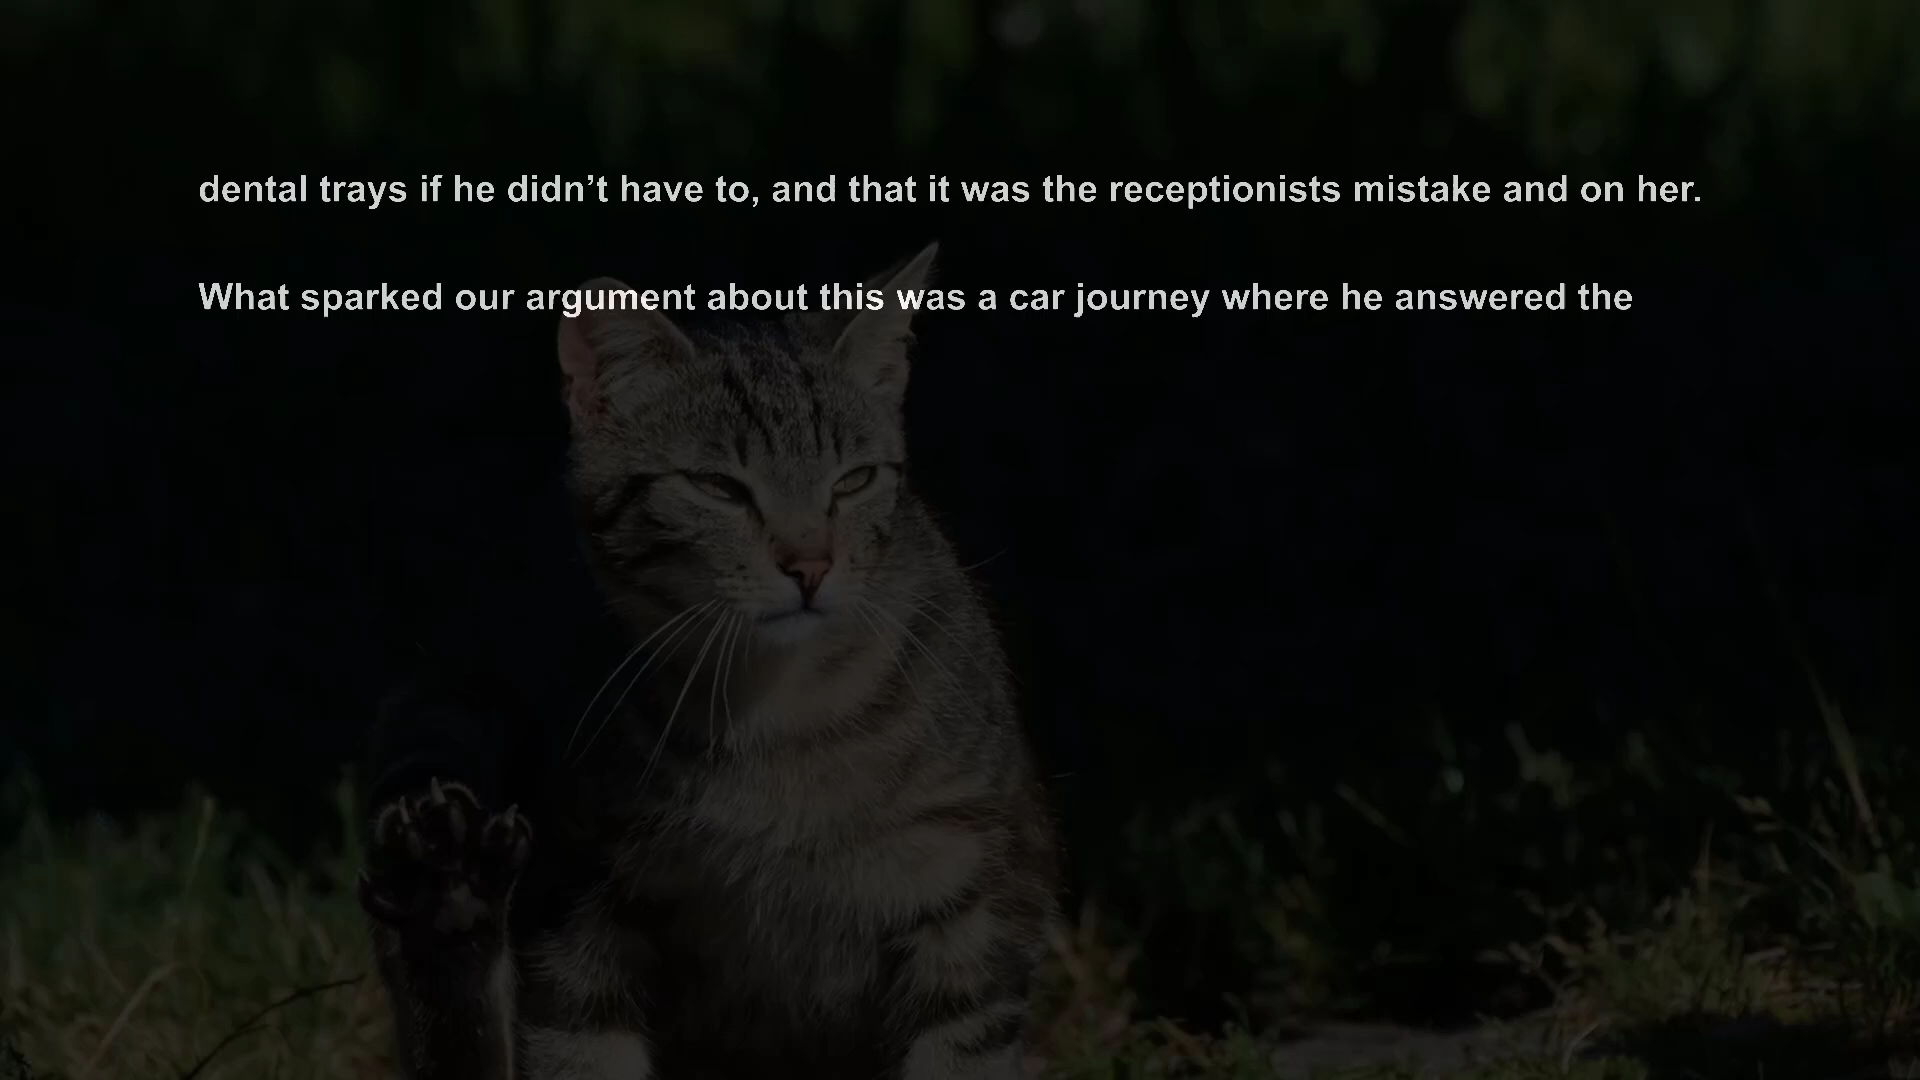 dental trays if he didn’t have to, and that it was the receptionists mistake and on her.
What sparked our argument about this was a car journey where he answered the